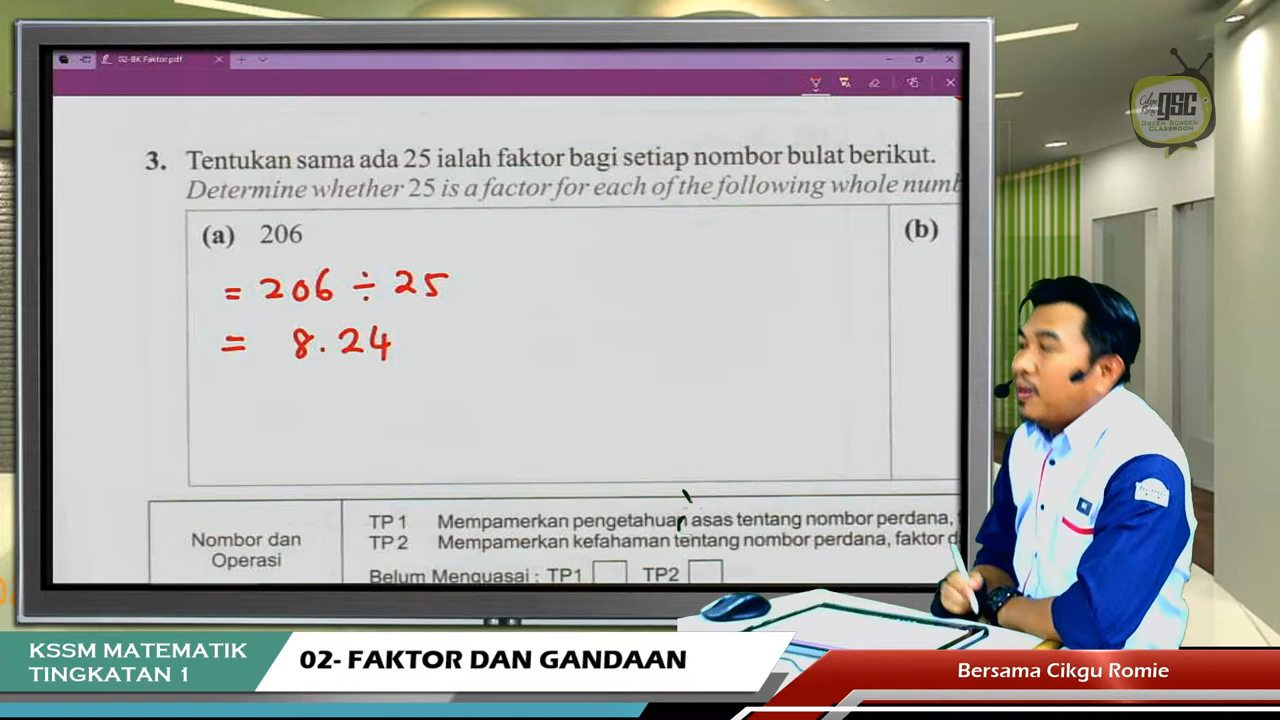 02-BK Faktor.pdf
Cikgu Romie
GSC
GREEN SCREEN
CLASSROOM
3. Tentukan sama ada 25 ialah faktor bagi setiap nombor bulat berikut.
Determine whether 25 is a factor for each of the following whole numb
(a) 206
(b)
= 206 ÷ 25
= 8.24
Nombor dan
Operasi
TP 1 Mempamerkan pengetahuan asas tentang nombor perdana,
TP 2 Mempamerkan kefahaman tentang nombor perdana, faktor d
Belum Menguasai : TP1 TP2
KSSM MATEMATIK
TINGKATAN 1
02- FAKTOR DAN GANDAAN
Bersama Cikgu Romie